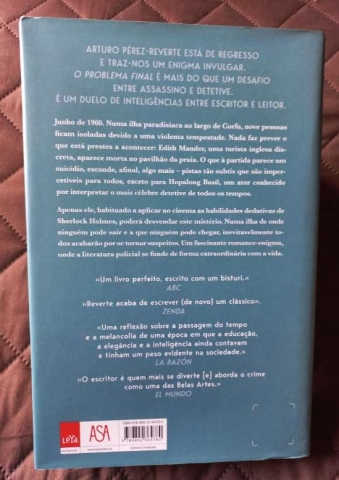 ARTURO PÉREZ-REVERTE ESTÁ DE REGRESSO
E TRAZ-NOS UM ENIGMA INVULGAR.
O PROBLEMA FINAL É MAIS DO QUE UM DESAFIO
ENTRE ASSASSINO E DETETIVE.
É UM DUELO DE INTELIGÊNCIAS ENTRE ESCRITOR E LEITOR.
Junho de 1960. Numa ilha paradisíaca ao largo de Corfu, nove pessoas
ficam isoladas devido a uma violenta tempestade. Nada faz prever o
que está prestes a acontecer: Edith Mander, uma turista inglesa dis-
creta, aparece morta no pavilhão da praia. O que à partida parece um
suicídio, esconde, afinal, algo mais – pistas tão subtis que são imper-
cetíveis para todos, exceto para Hopalong Basil, um ator conhecido
por interpretar o mais célebre detetive de todos os tempos.
Apenas ele, habituado a aplicar no cinema as habilidades dedutivas de
Sherlock Holmes, poderá desvendar este mistério. Numa ilha de onde
ninguém pode sair e a que ninguém pode chegar, inevitavelmente to-
dos acabarão por se tornar suspeitos. Um fascinante romance-enigma,
onde a literatura policial se funde de forma extraordinária com a vida.
«Um livro perfeito, escrito com um bisturi.»
ABC
«Reverte acaba de escrever (de novo) um clássico».
ZENDA
«Uma reflexão sobre a passagem do tempo
e a melancolia de uma época em que a educação,
a elegância e a inteligência ainda contavam
e tinham um peso evidente na sociedade.»
LA RAZÓN
«O escritor é quem mais se diverte [e] aborda o crime
como uma das Belas Artes.»
EL MUNDO
LeYa
ASA